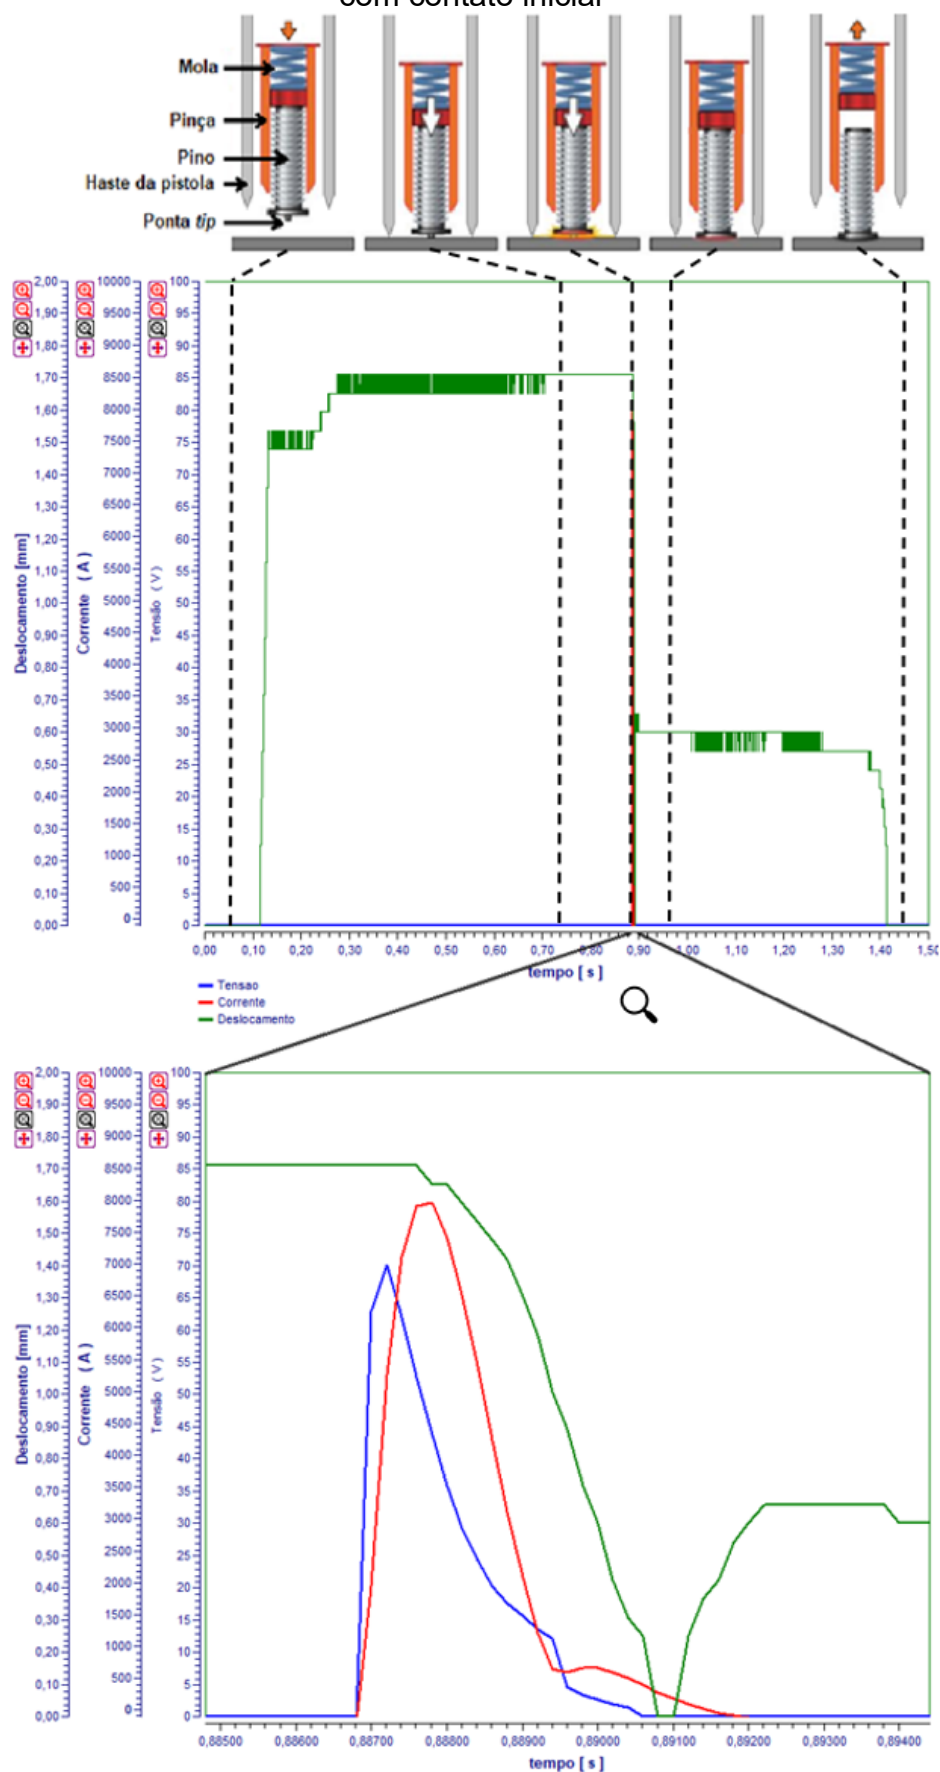 com contato inicial
Mola
Pinça
Pino
Haste da pistola
Ponta tip
2,00 10000 100
1,90 9500 95
1,80 9000 90
1,70 8500 85
1,60 8000 80
1,50 7500 75
1,40 7000 70
1,30 6500 65
1,20 6000 60
1,10 5500 55
1,00 5000 50
0,90 4500 45
0,80 4000 40
0,70 3500 35
0,60 3000 30
0,50 2500 25
0,40 2000 20
0,30 1500 15
0,20 1000 10
0,10 500 5
0,00 0 0
Deslocamento [mm]
Corrente ( A )
Tensão ( V )
0,00 0,10 0,20 0,30 0,40 0,50 0,60 0,70 0,80 0,90 1,00 1,10 1,20 1,30 1,40 1,50
tempo [ s ]
Tensao
Corrente
Deslocamento
2,00 10000 100
1,90 9500 95
1,80 9000 90
1,70 8500 85
1,60 8000 80
1,50 7500 75
1,40 7000 70
1,30 6500 65
1,20 6000 60
1,10 5500 55
1,00 5000 50
0,90 4500 45
0,80 4000 40
0,70 3500 35
0,60 3000 30
0,50 2500 25
0,40 2000 20
0,30 1500 15
0,20 1000 10
0,10 500 5
0,00 0 0
Deslocamento [mm]
Corrente ( A )
Tensão ( V )
0,88500 0,88600 0,88700 0,88800 0,88900 0,89000 0,89100 0,89200 0,89300 0,89400
tempo [ s ]